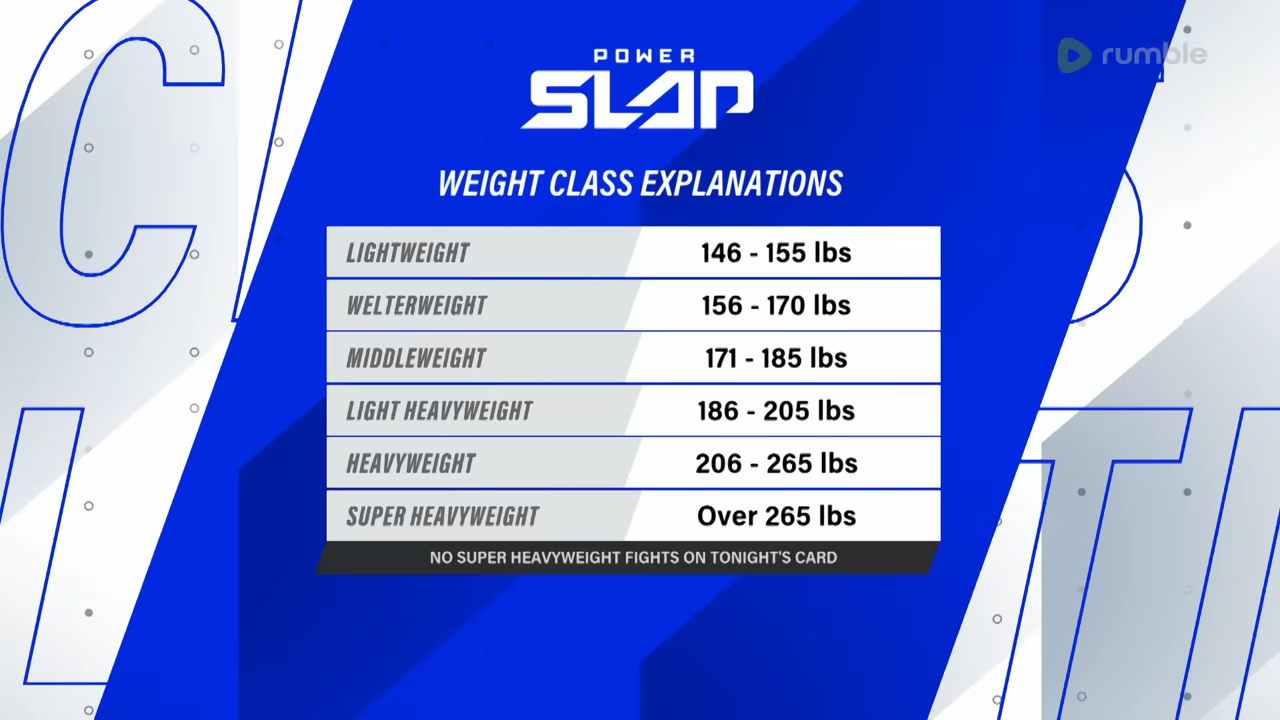 POWER
SLAP
rumble
WEIGHT CLASS EXPLANATIONS
LIGHTWEIGHT 146 - 155 lbs
WELTERWEIGHT 156 - 170 lbs
MIDDLEWEIGHT 171 - 185 lbs
LIGHT HEAVYWEIGHT 186 - 205 lbs
HEAVYWEIGHT 206 - 265 lbs
SUPER HEAVYWEIGHT Over 265 lbs
NO SUPER HEAVYWEIGHT FIGHTS ON TONIGHT'S CARD